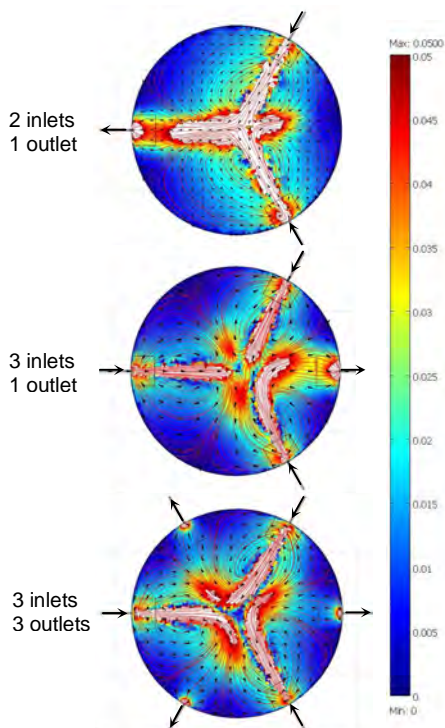 Max: 0.0500
0.05
0.045
0.04
0.035
0.03
0.025
0.02
0.015
0.01
0.005
0
Min: 0
2 inlets
1 outlet
3 inlets
1 outlet
3 inlets
3 outlets